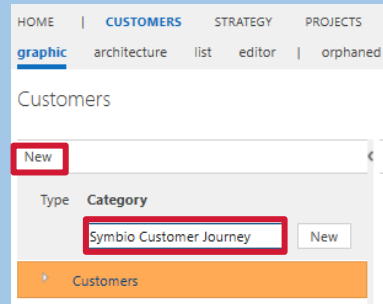 HOME | CUSTOMERS STRATEGY PROJECTS
graphic architecture list editor | orphaned
Customers
New
Type Category
Symbio Customer Journey New
Customers